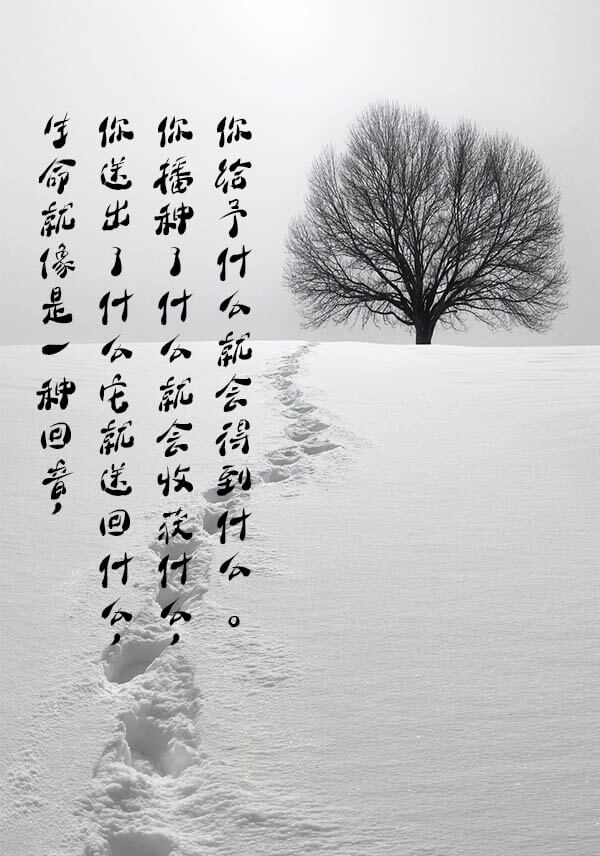 生命就像是一种回音,
你送出了什么它就送回什么,
你播种了什么就会收获什么,
你给予什么就会得到什么。